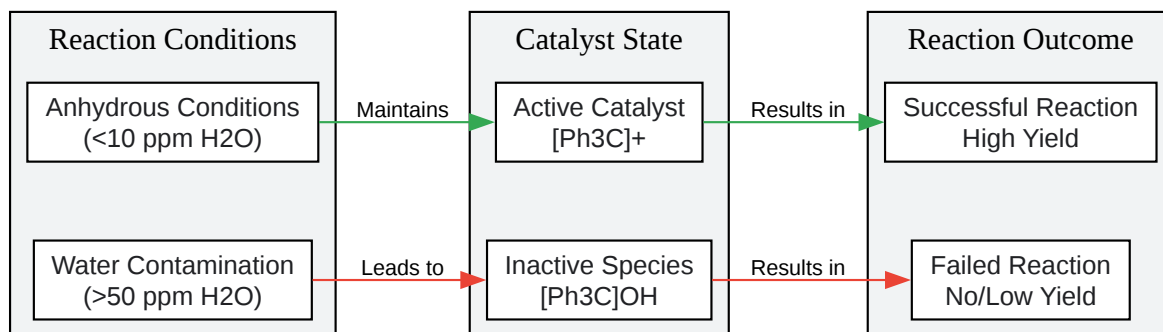 Reaction Conditions
Catalyst State
Reaction Outcome
Anhydrous Conditions
(<10 ppm H2O)
Maintains
Active Catalyst
[Ph3C]+
Results in
Successful Reaction
High Yield
Water Contamination
(>50 ppm H2O)
Leads to
Inactive Species
[Ph3C]OH
Results in
Failed Reaction
No/Low Yield